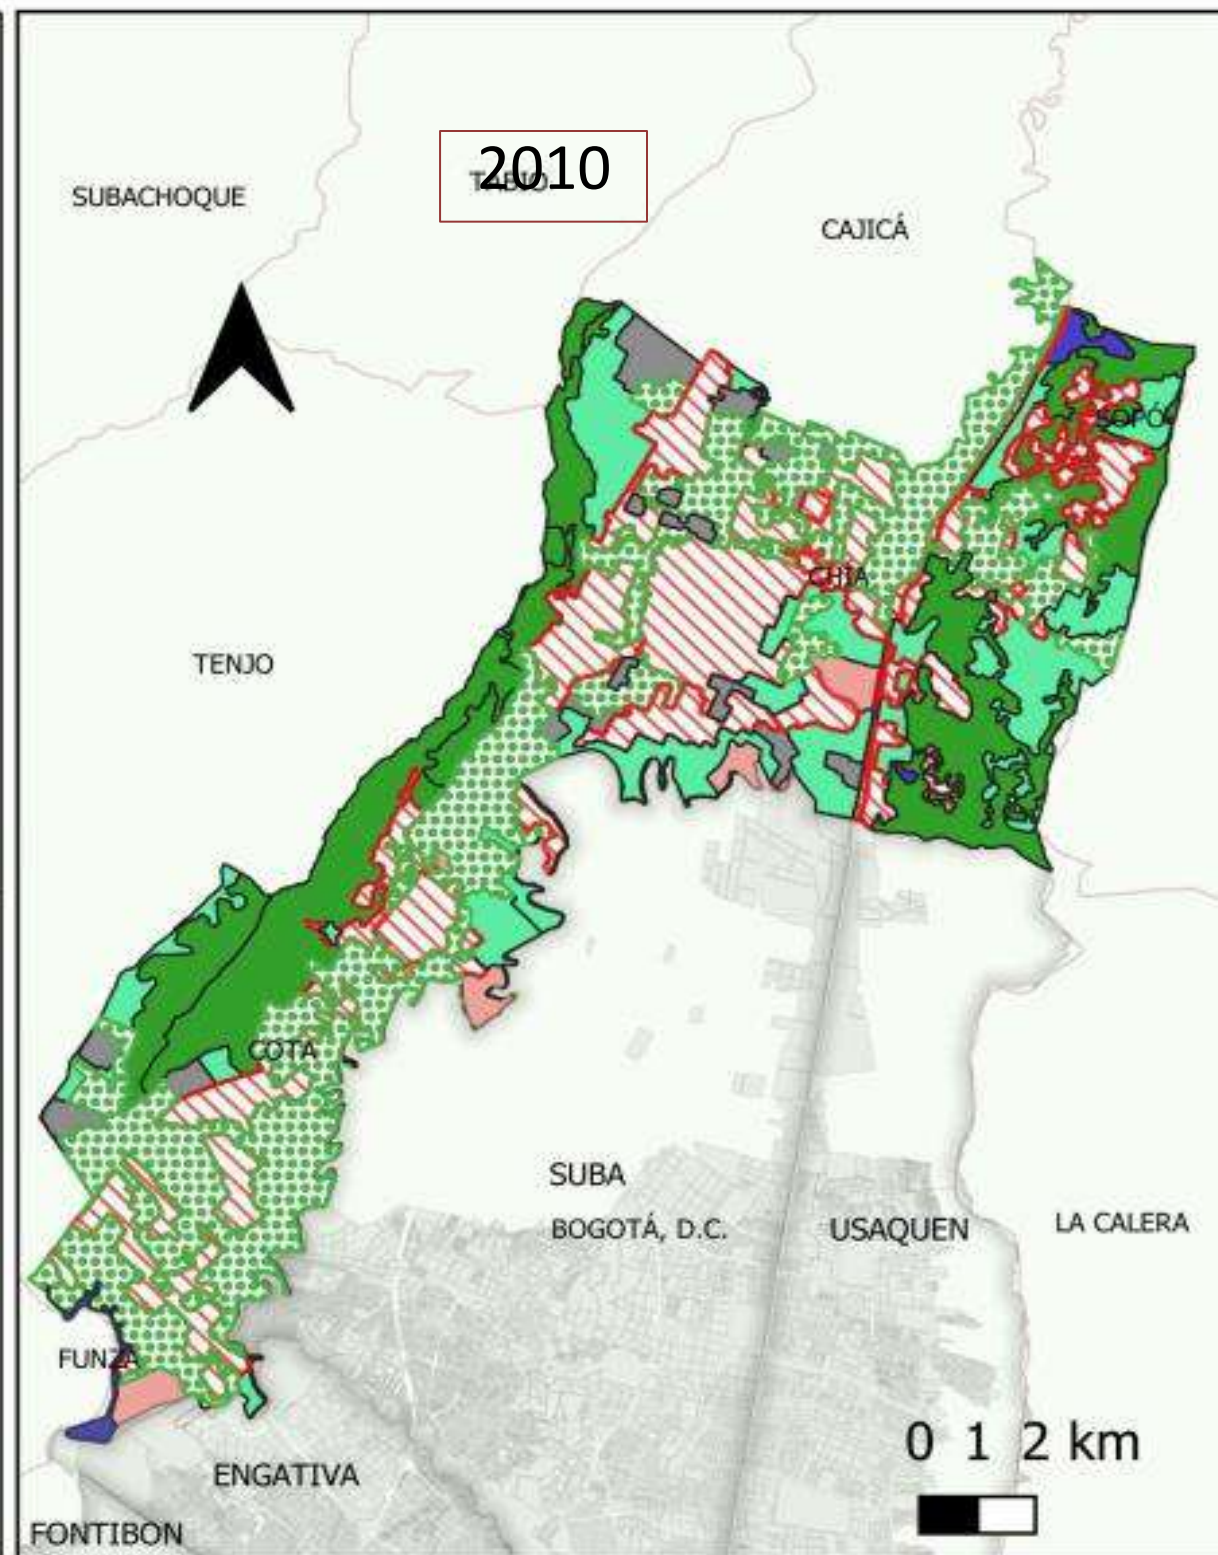 2010
TABIO
SUBACHOQUE
CAJICÁ
SOPÓ
CHIA
TENJO
COTA
SUBA
BOGOTÁ, D.C.
USAQUEN
LA CALERA
FUNZA
0 1 2 km
ENGATIVA
FONTIBON